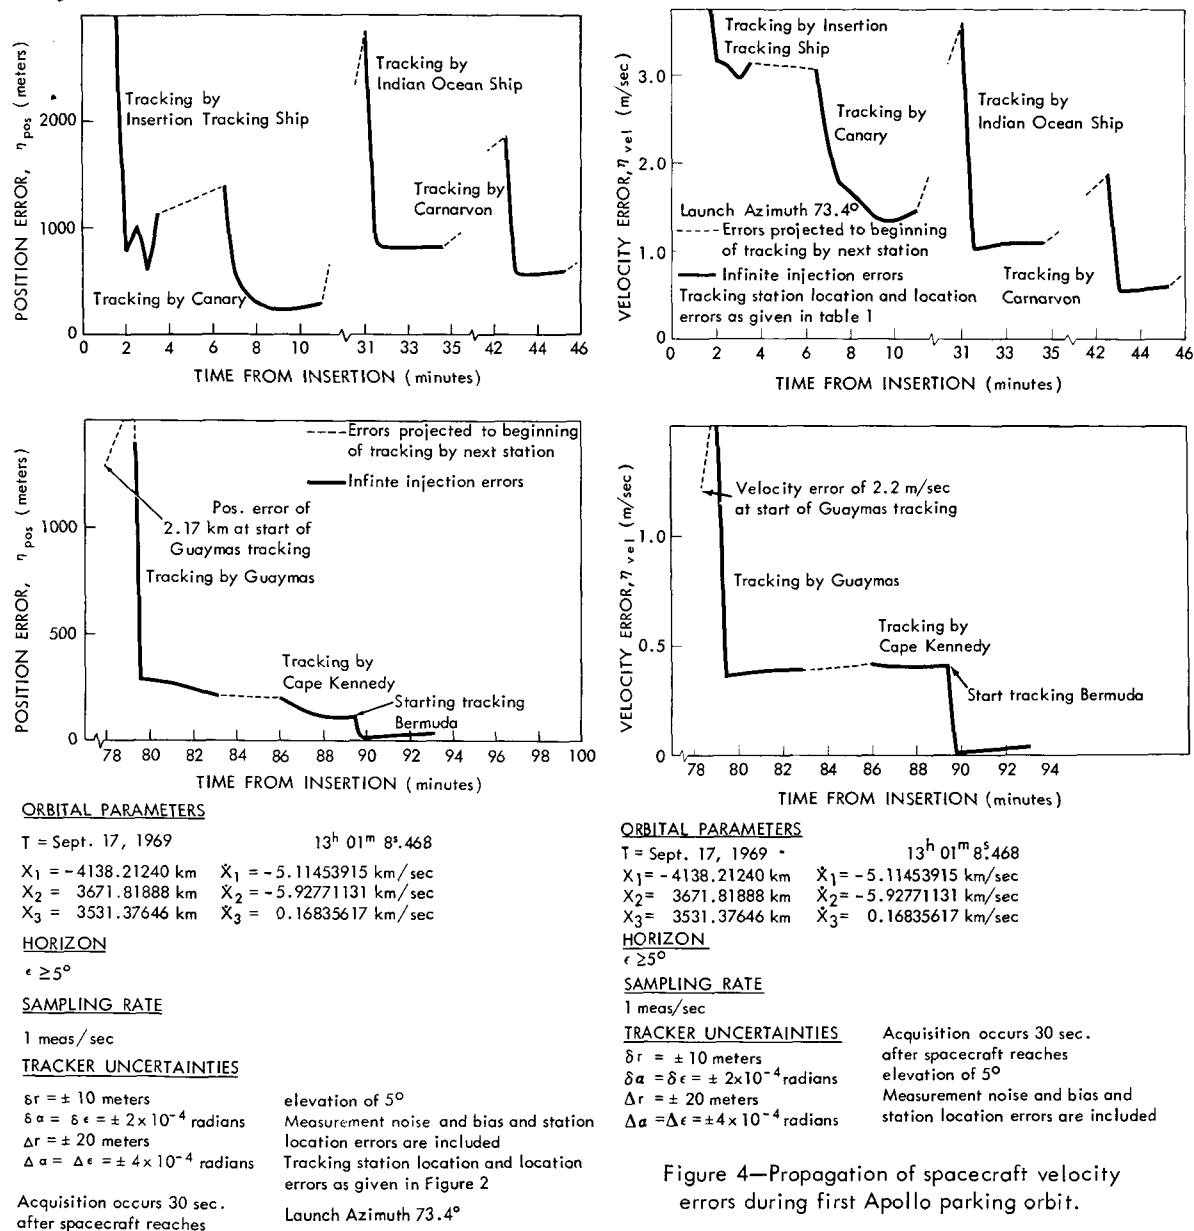 POSITION ERROR, η pos (meters)
2000
1000
0
Tracking by
Insertion Tracking Ship
Tracking by Canary
Tracking by
Indian Ocean Ship
Tracking by
Carnarvon
0 2 4 6 8 10 31 33 35 42 44 46
TIME FROM INSERTION (minutes)
VELOCITY ERROR, η vel (m/sec)
3.0
2.0
1.0
0
Tracking by Insertion
Tracking Ship
Tracking by
Canary
Tracking by
Indian Ocean Ship
Launch Azimuth 73.4°
Errors projected to beginning
of tracking by next station
Infinite injection errors
Tracking station location and location
errors as given in table 1
Tracking by
Carnarvon
0 2 4 6 8 10 31 33 35 42 44 46
TIME FROM INSERTION (minutes)
POSITION ERROR, η pos (meters)
1000
500
0
Errors projected to beginning
of tracking by next station
Infinte injection errors
Pos. error of
2.17 km at start of
Guaymas tracking
Tracking by Guaymas
Tracking by
Cape Kennedy
Starting tracking
Bermuda
78 80 82 84 86 88 90 92 94 96 98 100
TIME FROM INSERTION (minutes)
VELOCITY ERROR, η vel (m/sec)
1.0
0.5
0
Velocity error of 2.2 m/sec
at start of Guaymas tracking
Tracking by Guaymas
Tracking by
Cape Kennedy
Start tracking Bermuda
78 80 82 84 86 88 90 92 94
TIME FROM INSERTION (minutes)
ORBITAL PARAMETERS
T = Sept. 17, 1969 13h 01m 8s.468
X1 = -4138.21240 km Ẋ1 = -5.11453915 km/sec
X2 = 3671.81888 km Ẋ2 = -5.92771131 km/sec
X3 = 3531.37646 km Ẋ3 = 0.16835617 km/sec
HORIZON
ϵ ≥5°
SAMPLING RATE
1 meas/sec
TRACKER UNCERTAINTIES
δr = ± 10 meters
δα = δϵ = ± 2x10-4 radians
Δr = ± 20 meters
Δα = Δϵ = ± 4x10-4 radians
Acquisition occurs 30 sec.
after spacecraft reaches
elevation of 5°
Measurement noise and bias and station
location errors are included
Tracking station location and location
errors as given in Figure 2
Launch Azimuth 73.4°
ORBITAL PARAMETERS
T = Sept. 17, 1969 13h 01m 8s.468
X1= -4138.21240 km Ẋ1= -5.11453915 km/sec
X2= 3671.81888 km Ẋ2= -5.92771131 km/sec
X3= 3531.37646 km Ẋ3= 0.16835617 km/sec
HORIZON
ϵ ≥5°
SAMPLING RATE
1 meas/sec
TRACKER UNCERTAINTIES
δr = ± 10 meters
δα = δϵ = ± 2x10-4 radians
Δr = ± 20 meters
Δα = Δϵ = ±4x10-4 radians
Acquisition occurs 30 sec.
after spacecraft reaches
elevation of 5°
Measurement noise and bias and
station location errors are included
Figure 4—Propagation of spacecraft velocity
errors during first Apollo parking orbit.